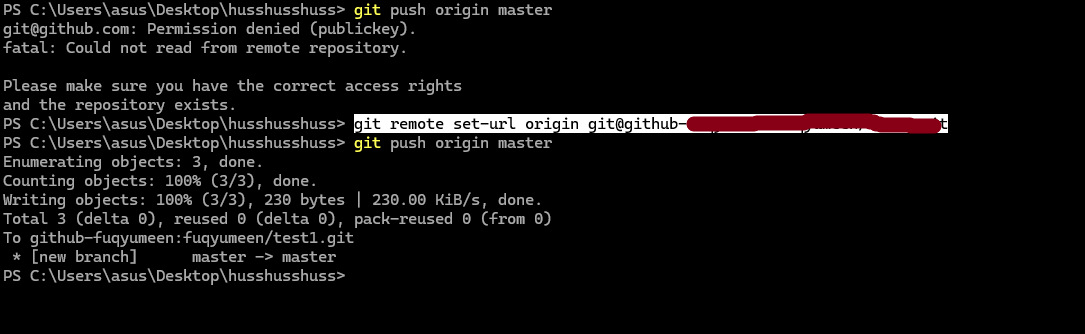 PS C:\Users\asus\Desktop\husshusshuss> git push origin master
git@github.com: Permission denied (publickey).
fatal: Could not read from remote repository.
Please make sure you have the correct access rights
and the repository exists.
PS C:\Users\asus\Desktop\husshusshuss> git remote set-url origin git@github-
PS C:\Users\asus\Desktop\husshusshuss> git push origin master
Enumerating objects: 3, done.
Counting objects: 100% (3/3), done.
Writing objects: 100% (3/3), 230 bytes | 230.00 KiB/s, done.
Total 3 (delta 0), reused 0 (delta 0), pack-reused 0 (from 0)
To github-fuqyumeen:fuqyumeen/test1.git
 * [new branch]      master -> master
PS C:\Users\asus\Desktop\husshusshuss>